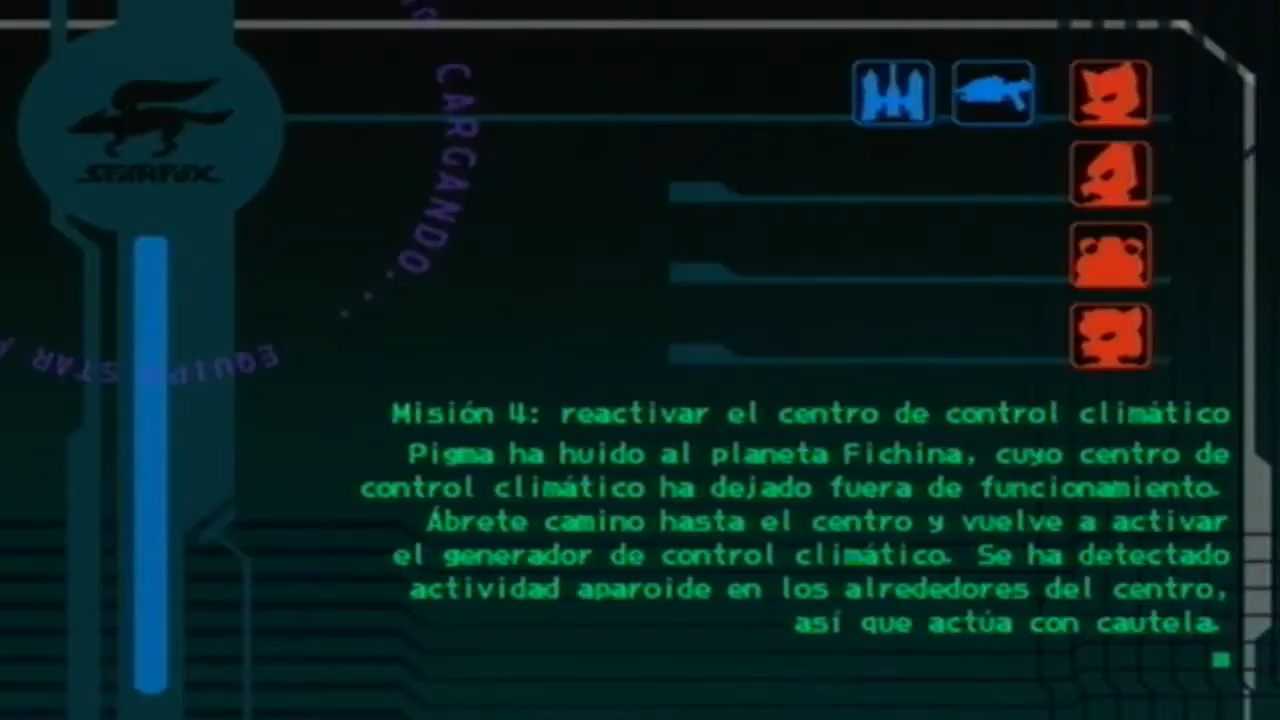 CARGANDO...
STARFOX
EQUIPO STAR
Misión 4: reactivar el centro de control climático
Pigma ha huido al planeta Fichina, cuyo centro de
control climático ha dejado fuera de funcionamiento.
Ábrete camino hasta el centro y vuelve a activar
el generador de control climático. Se ha detectado
actividad aparoide en los alrededores del centro,
así que actúa con cautela.